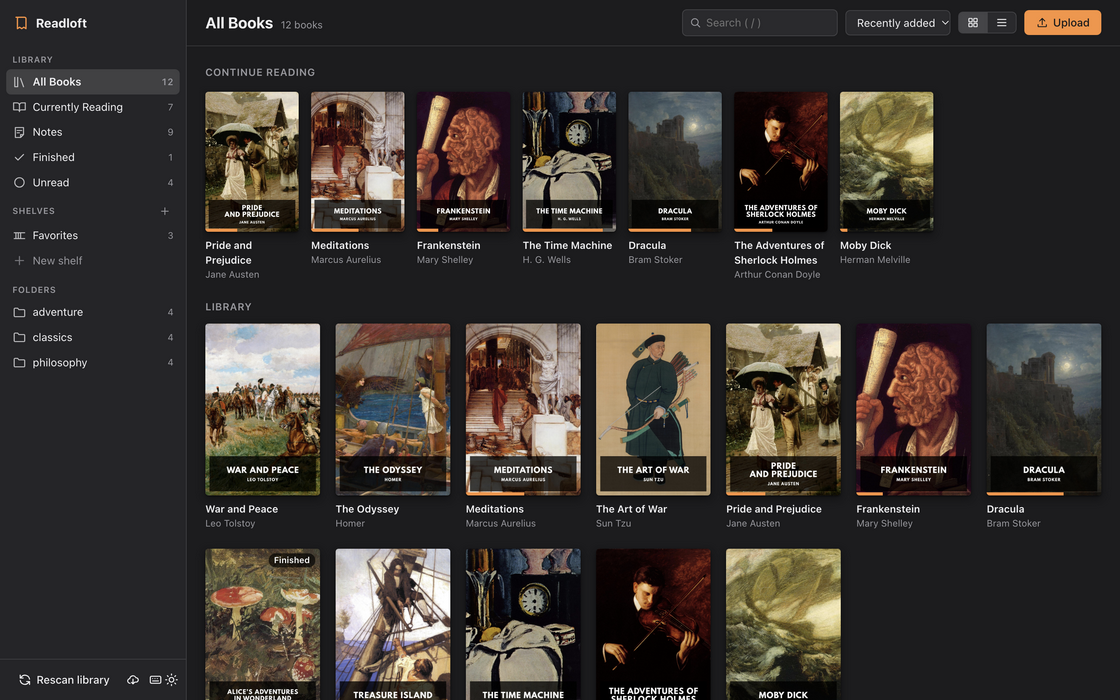 Readloft
All Books 12 books
Search ( / )
Recently added
Upload
LIBRARY
All Books 12
Currently Reading 7
Notes 9
Finished 1
Unread 4
SHELVES
Favorites 3
New shelf
FOLDERS
adventure 4
classics 4
philosophy 4
Rescan library
CONTINUE READING
PRIDE
AND PREJUDICE
JANE AUSTEN
MEDITATIONS
MARCUS AURELIUS
FRANKENSTEIN
MARY SHELLEY
THE TIME MACHINE
H. G. WELLS
DRACULA
BRAM STOKER
THE ADVENTURES OF
SHERLOCK HOLMES
ARTHUR CONAN DOYLE
MOBY DICK
HERMAN MELVILLE
Pride and
Prejudice
Jane Austen
Meditations
Marcus Aurelius
Frankenstein
Mary Shelley
The Time Machine
H. G. Wells
Dracula
Bram Stoker
The Adventures of
Sherlock Holmes
Arthur Conan Doyle
Moby Dick
Herman Melville
LIBRARY
WAR AND PEACE
LEO TOLSTOY
THE ODYSSEY
HOMER
MEDITATIONS
MARCUS AURELIUS
THE ART OF WAR
SUN TZU
PRIDE
AND PREJUDICE
JANE AUSTEN
FRANKENSTEIN
MARY SHELLEY
DRACULA
BRAM STOKER
War and Peace
Leo Tolstoy
The Odyssey
Homer
Meditations
Marcus Aurelius
The Art of War
Sun Tzu
Pride and Prejudice
Jane Austen
Frankenstein
Mary Shelley
Dracula
Bram Stoker
Finished
ALICE'S ADVENTURES
IN WONDERLAND
TREASURE ISLAND
THE TIME MACHINE
THE ADVENTURES OF
SHERLOCK HOLMES
MOBY DICK